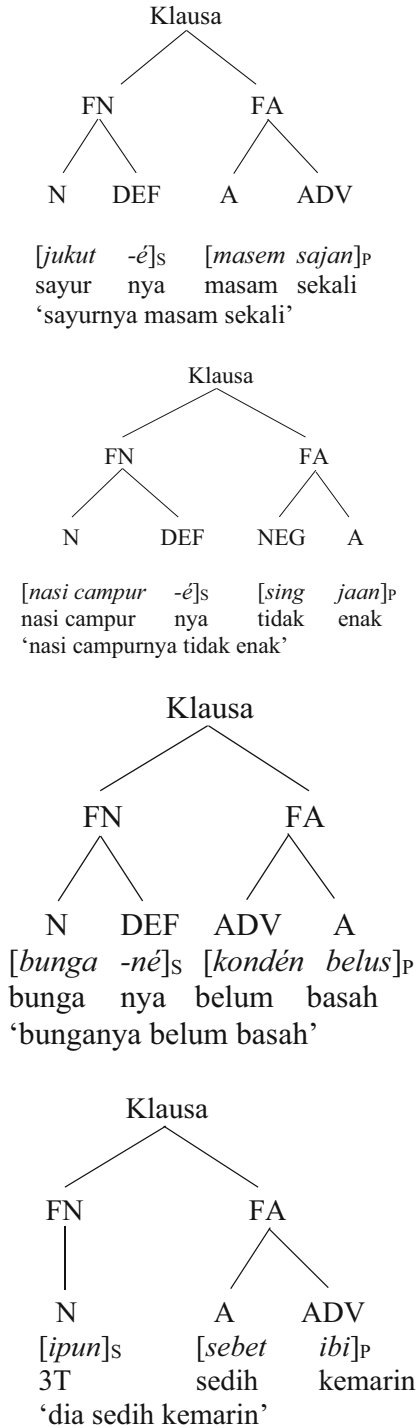 Klausa
FN FA
N DEF A ADV
[jukut -é]S [masem sajan]P
sayur nya masam sekali
‘sayurnya masam sekali’
Klausa
FN FA
N DEF NEG A
[nasi campur -é]S [sing jaan]P
nasi campur nya tidak enak
‘nasi campurnya tidak enak’
Klausa
FN FA
N DEF ADV A
[bunga -né]S [kondén belus]P
bunga nya belum basah
‘bunganya belum basah’
Klausa
FN FA
N A ADV
[ipun]S [sebet ibi]P
3T sedih kemarin
‘dia sedih kemarin’